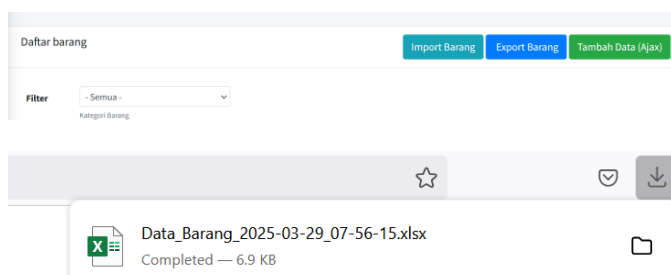 Daftar barang Import Barang Export Barang Tambah Data (Ajax)
Filter - Semua -
Kategori Barang
Data_Barang_2025-03-29_07-56-15.xlsx
Completed — 6.9 KB